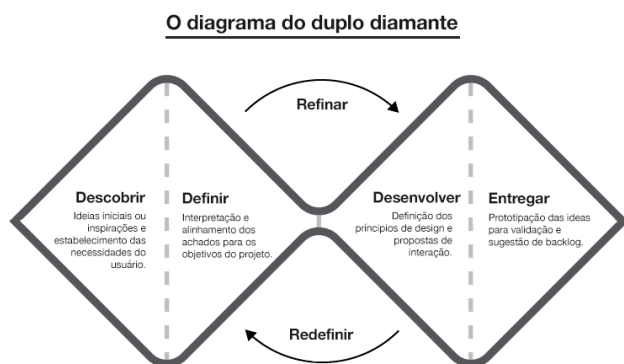 O diagrama do duplo diamante
Refinar
Descobrir
Ideias iniciais ou
inspirações e
estabelecimento das
necessidades do
usuário.
Definir
Interpretação e
alinhamento dos
achados para os
objetivos do projeto.
Desenvolver
Definição dos
princípios de design e
propostas de
interação.
Entregar
Prototipação das ideias
para validação e
sugestão de backlog.
Redefinir